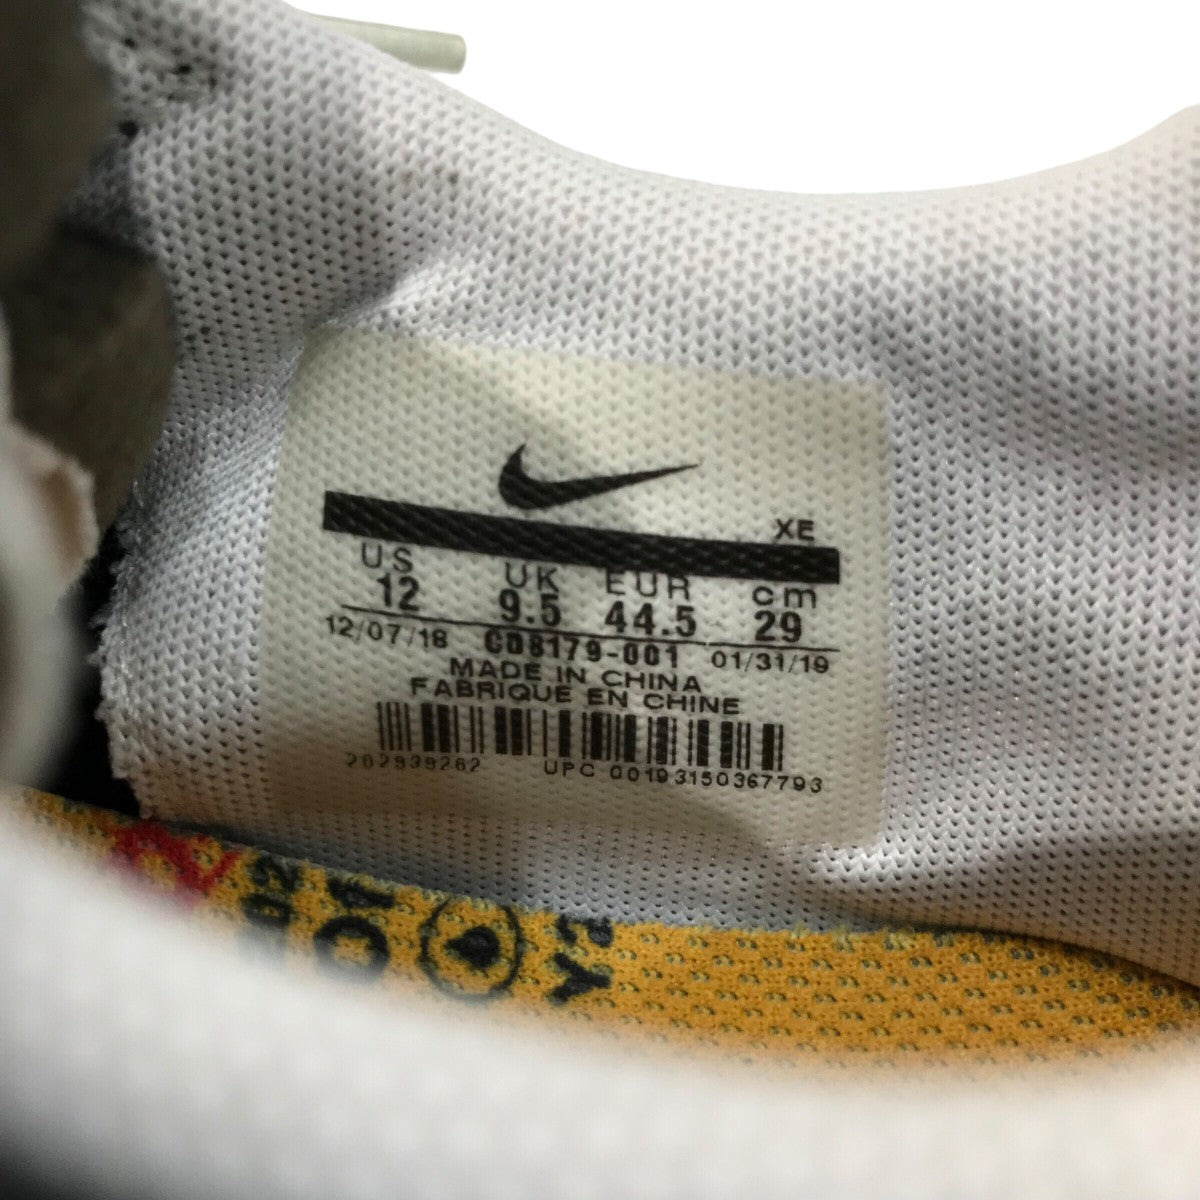 XE
US UK EUR cm
12 9.5 44.5 29
12/07/18 CD8179-001 01/31/19
MADE IN CHINA
FABRIQUE EN CHINE
202939262 UPC 00193150367793